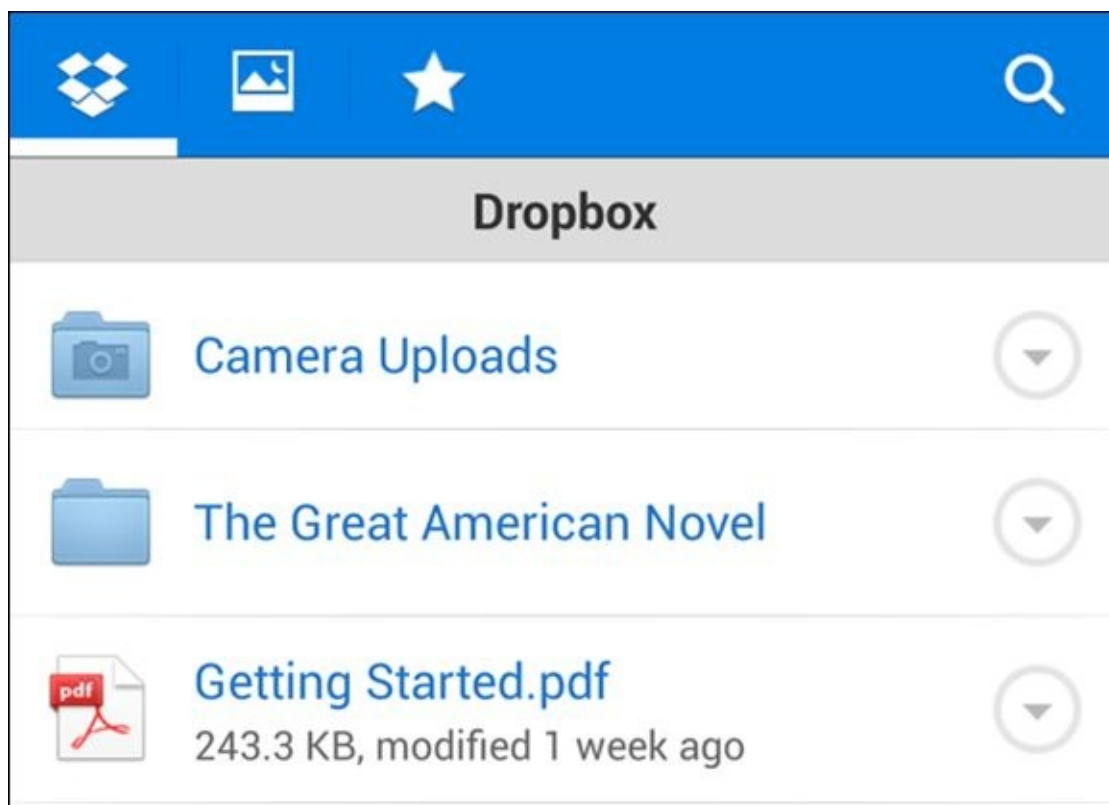 Dropbox
Camera Uploads
The Great American Novel
pdf
Getting Started.pdf
243.3 KB, modified 1 week ago